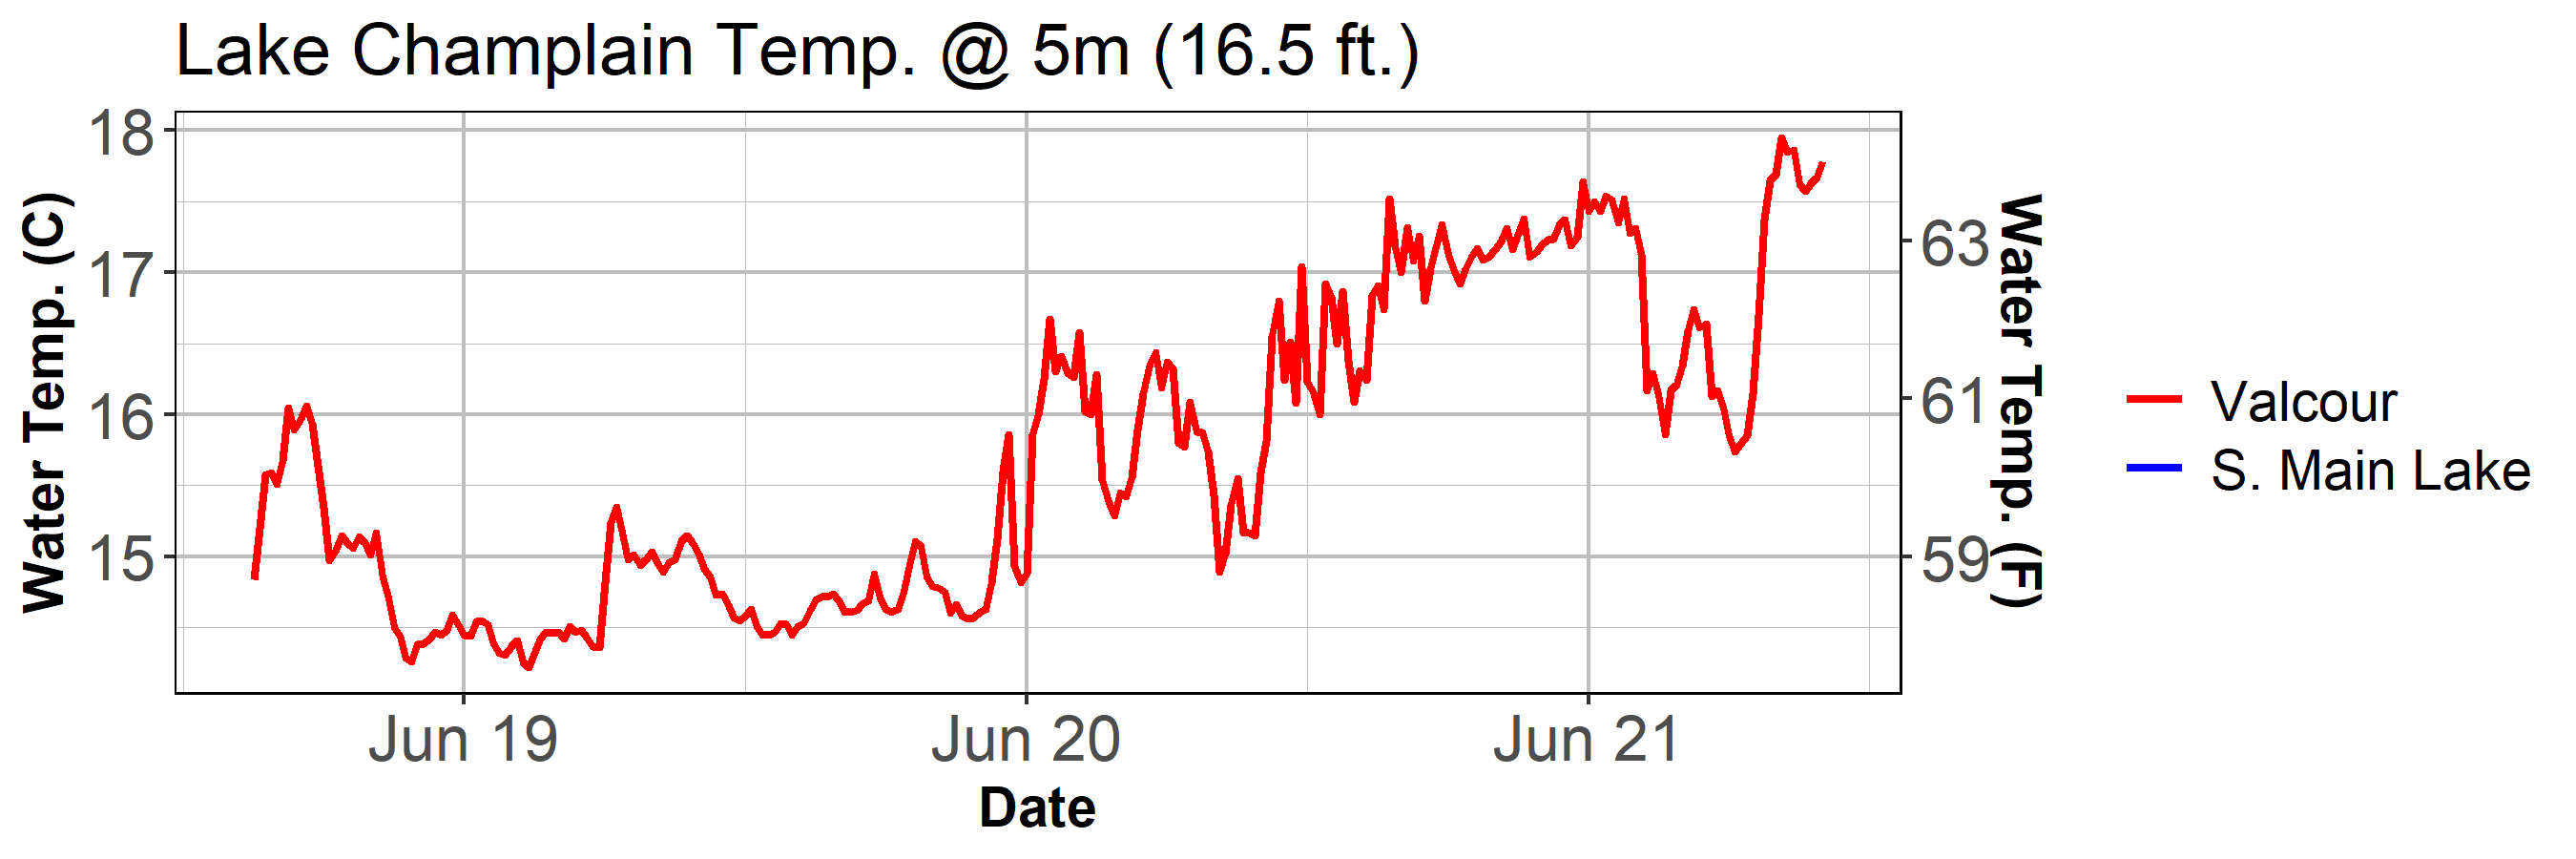 Lake Champlain Temp. @ 5m (16.5 ft.)
Water Temp. (C)
18
17
16
15
63
61
59
Water Temp. (F)
Jun 19
Jun 20
Jun 21
Date
Valcour
S. Main Lake